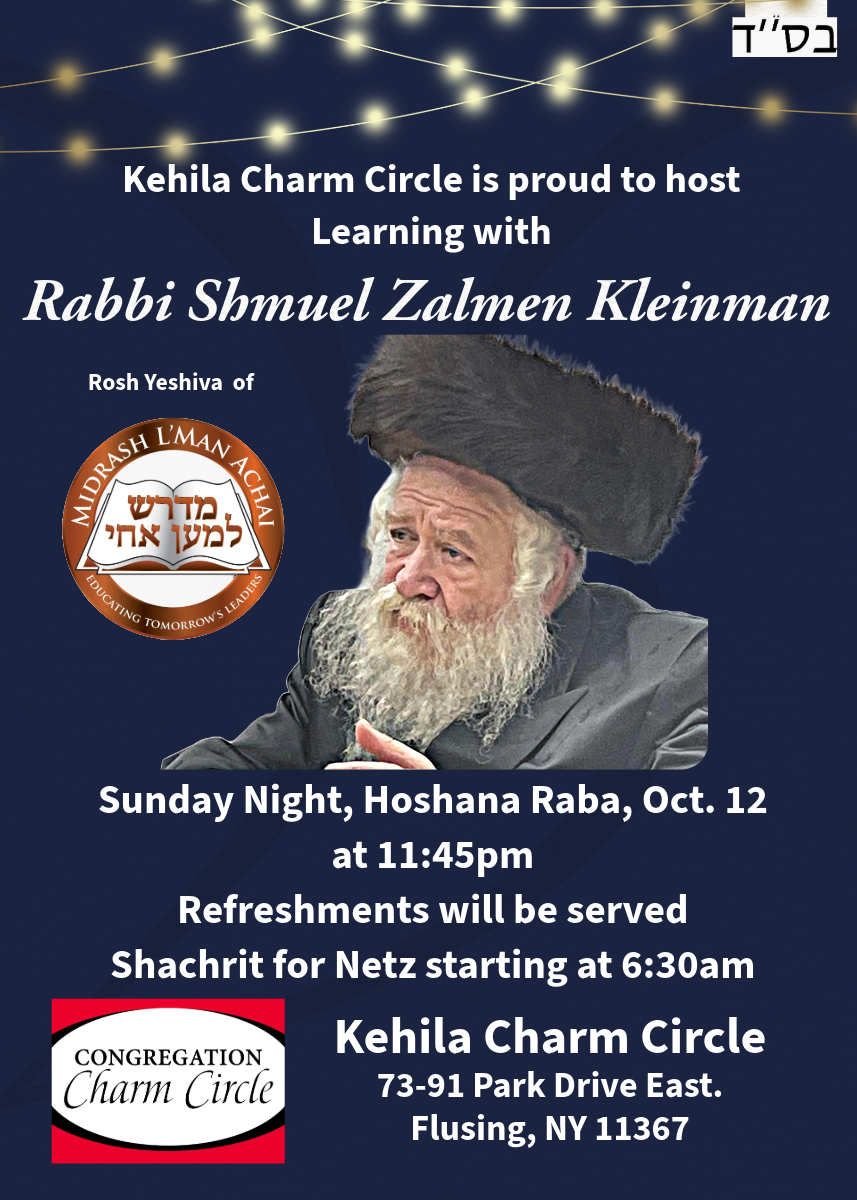 בס״ד
Kehila Charm Circle is proud to host
Learning with
Rabbi Shmuel Zalmen Kleinman
Rosh Yeshiva of
MIDRASH L'MAN ACHAI
מדרש
למען אחי
EDUCATING TOMORROW'S LEADERS
Sunday Night, Hoshana Raba, Oct. 12
at 11:45pm
Refreshments will be served
Shachrit for Netz starting at 6:30am
CONGREGATION
Charm Circle
Kehila Charm Circle
73-91 Park Drive East.
Flusing, NY 11367